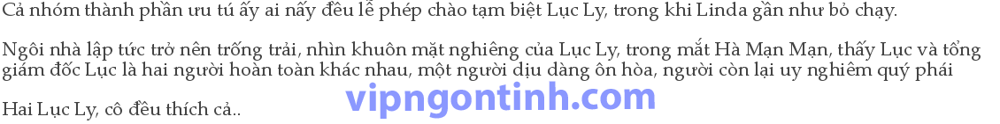 Cả nhóm thành phần ưu tú ấy ai nấy đều lễ phép chào tạm biệt Lục Ly, trong khi Linda gần như bỏ chạy.
Ngôi nhà lập tức trở nên trống trải, nhìn khuôn mặt nghiêng của Lục Ly, trong mắt Hà Mạn Mạn, thấy Lục và tổng
giám đốc Lục là hai người hoàn toàn khác nhau, một người dịu dàng ôn hòa, người còn lại uy nghiêm quý phái
Hai Lục Ly, cô đều thích cả..
vipngontinh.com